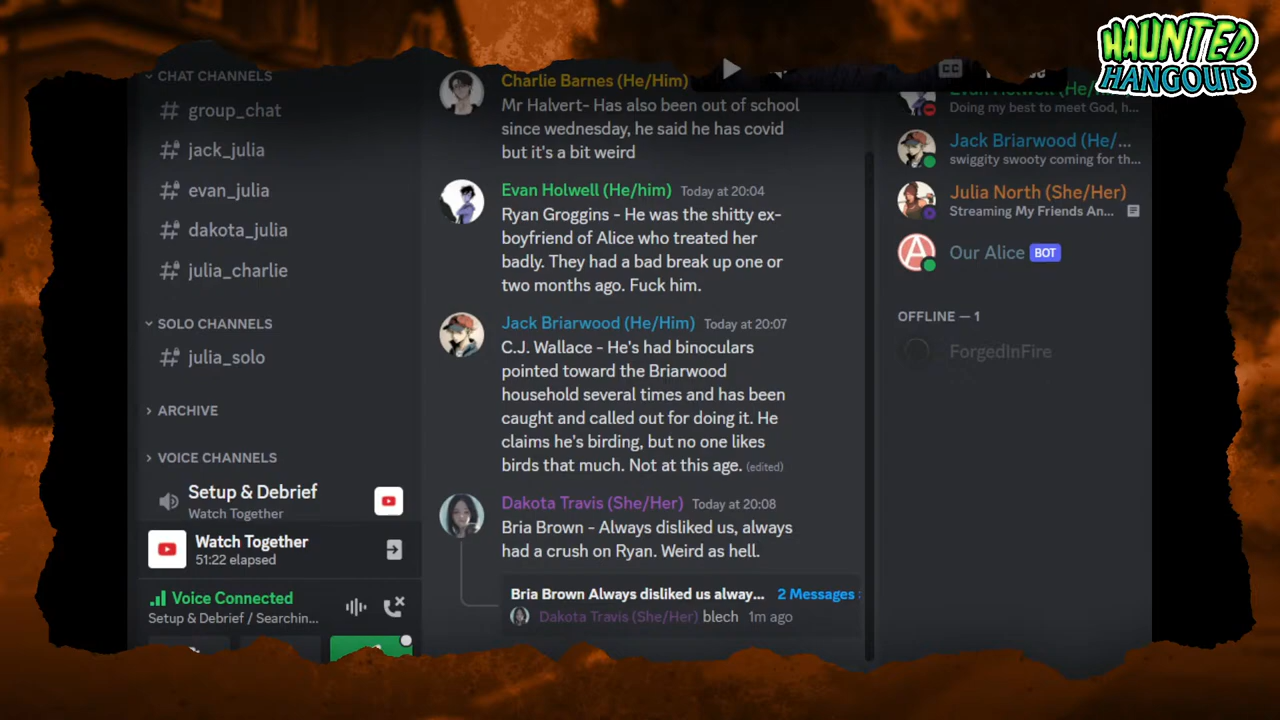 HAUNTED
HANGOUTS
CHAT CHANNELS
group_chat
jack_julia
evan_julia
dakota_julia
julia_charlie
SOLO CHANNELS
julia_solo
ARCHIVE
VOICE CHANNELS
Setup & Debrief
Watch Together
Watch Together
51:22 elapsed
Voice Connected
Setup & Debrief / Searchin...
Charlie Barnes (He/Him)
Mr Halvert- Has also been out of school
since wednesday, he said he has covid
but it's a bit weird
Evan Holwell (He/him) Today at 20:04
Ryan Groggins - He was the shitty ex-
boyfriend of Alice who treated her
badly. They had a bad break up one or
two months ago. Fuck him.
Jack Briarwood (He/Him) Today at 20:07
C.J. Wallace - He's had binoculars
pointed toward the Briarwood
household several times and has been
caught and called out for doing it. He
claims he's birding, but no one likes
birds that much. Not at this age. (edited)
Dakota Travis (She/Her) Today at 20:08
Bria Brown - Always disliked us, always
had a crush on Ryan. Weird as hell.
Bria Brown Always disliked us alway... 2 Messages ›
Dakota Travis (She/Her) blech 1m ago
CC
Evan Holwell (He/
Doing my best to meet God, h...
Jack Briarwood (He/...
swiggity swooty coming for th...
Julia North (She/Her)
Streaming My Friends An...
Our Alice BOT
OFFLINE — 1
ForgedInFire